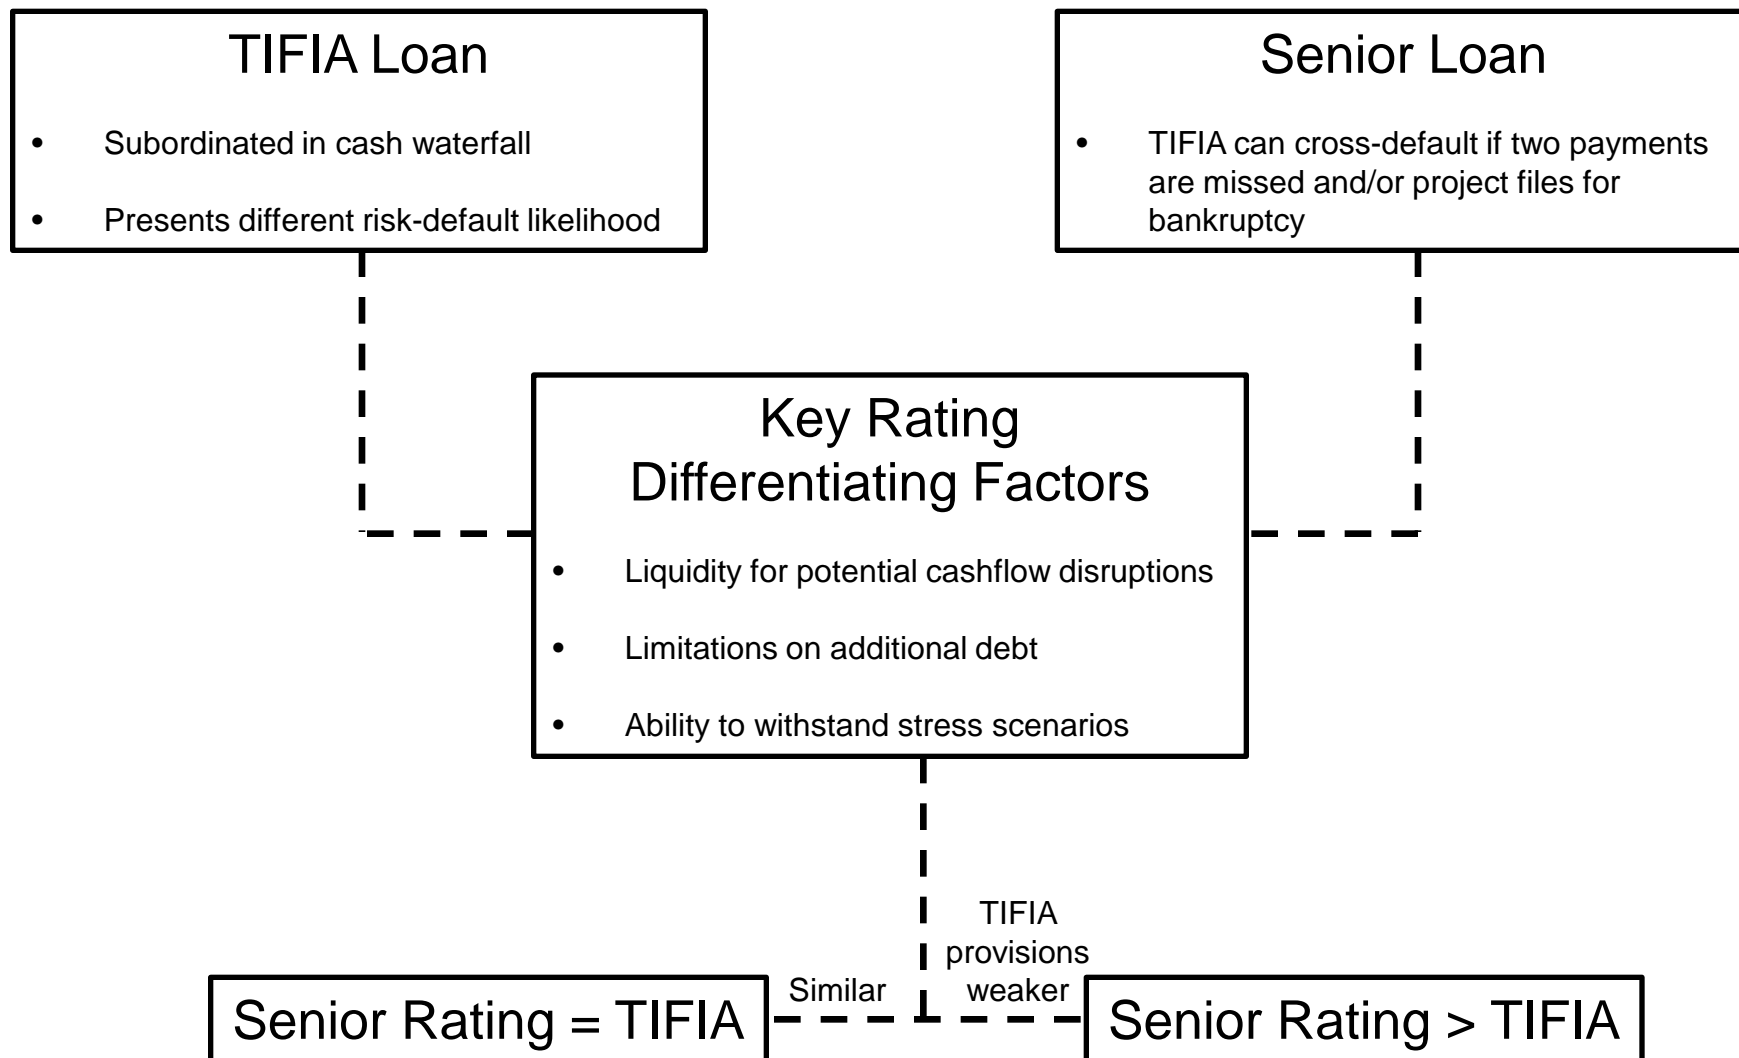 TIFIA Loan
• Subordinated in cash waterfall
• Presents different risk-default likelihood
Senior Loan
• TIFIA can cross-default if two payments
are missed and/or project files for
bankruptcy
Key Rating
Differentiating Factors
• Liquidity for potential cashflow disruptions
• Limitations on additional debt
• Ability to withstand stress scenarios
Similar
TIFIA
provisions
weaker
Senior Rating = TIFIA
Senior Rating > TIFIA